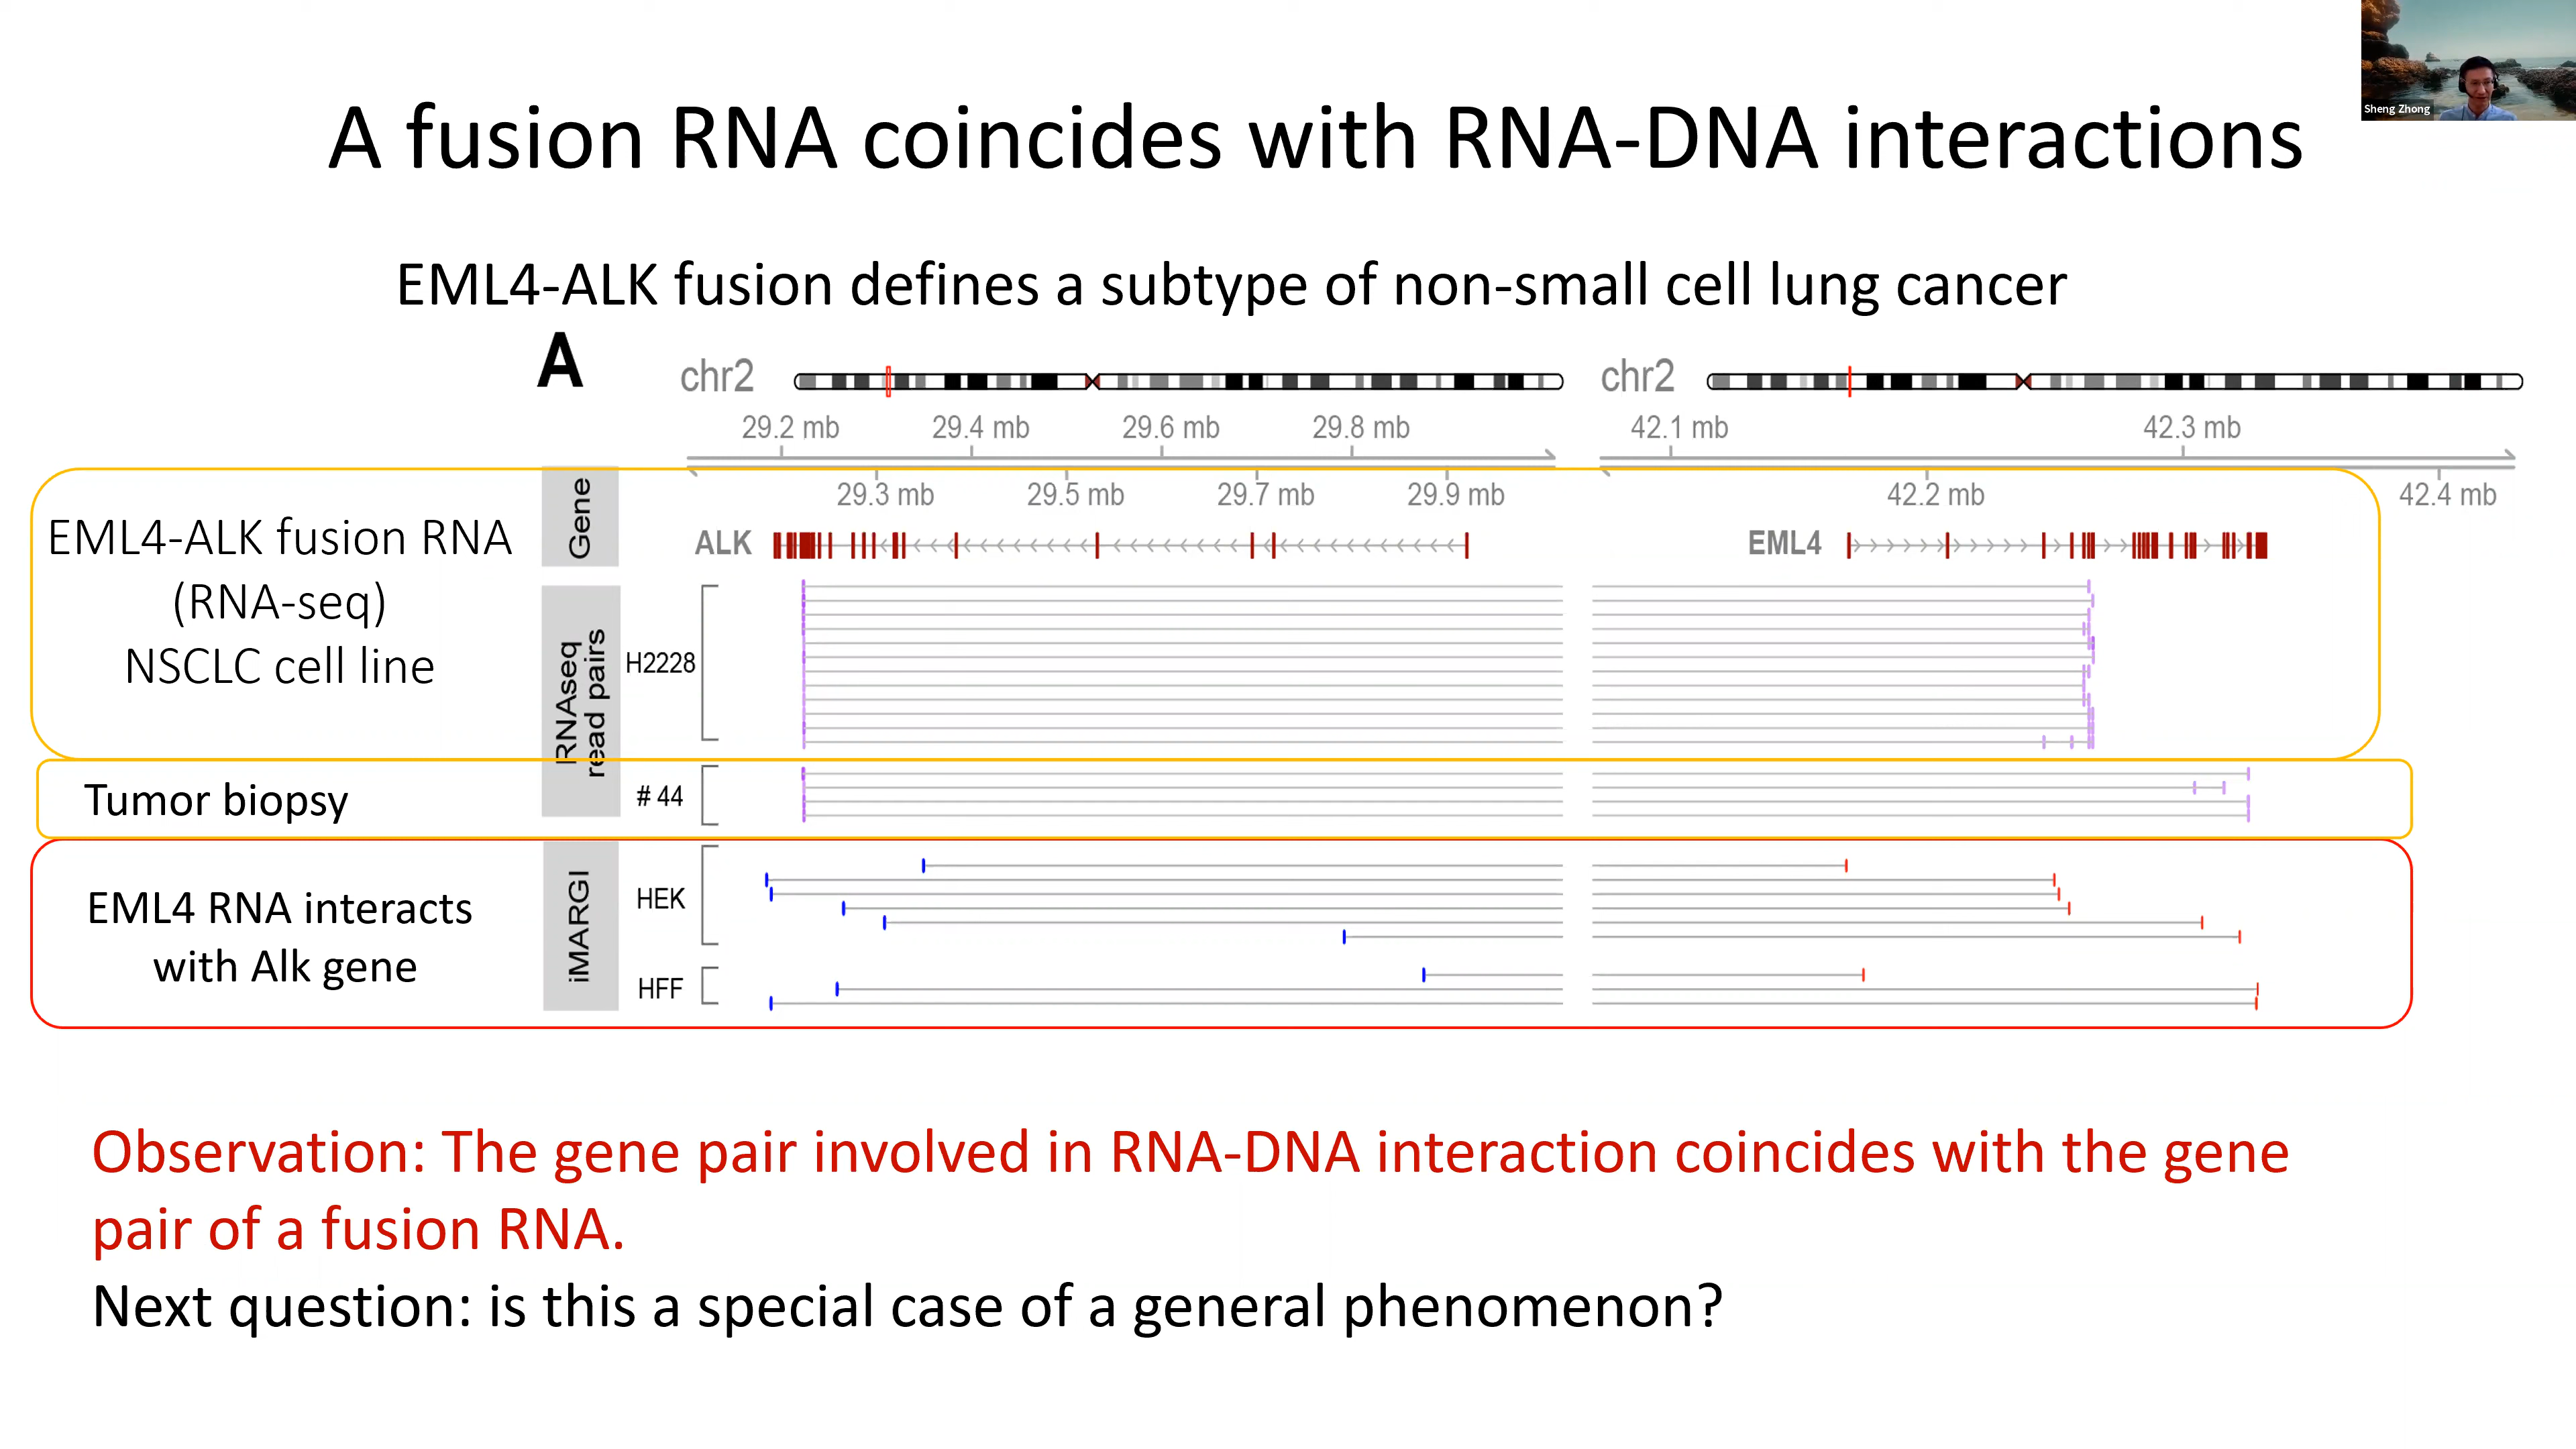 Sheng Zhong
A fusion RNA coincides with RNA-DNA interactions
EML4-ALK fusion defines a subtype of non-small cell lung cancer
A
chr2
chr2
29.2 mb 29.4 mb 29.6 mb 29.8 mb
42.1 mb 42.3 mb
29.3 mb 29.5 mb 29.7 mb 29.9 mb
42.2 mb 42.4 mb
Gene
ALK
EML4
EML4-ALK fusion RNA
(RNA-seq)
NSCLC cell line
RNAseq
read pairs
H2228
Tumor biopsy
# 44
EML4 RNA interacts
with Alk gene
iMARGI
HEK
HFF
Observation: The gene pair involved in RNA-DNA interaction coincides with the gene
pair of a fusion RNA.
Next question: is this a special case of a general phenomenon?